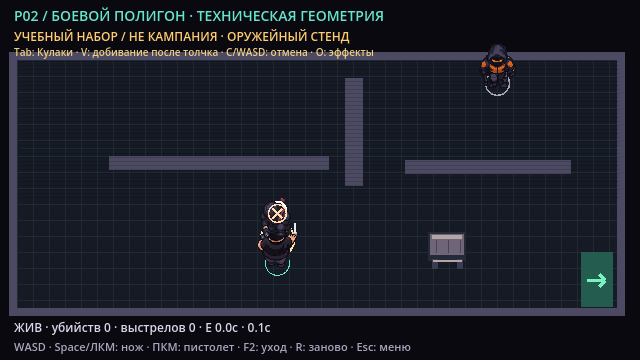 P02 / БОЕВОЙ ПОЛИГОН · ТЕХНИЧЕСКАЯ ГЕОМЕТРИЯ
УЧЕБНЫЙ НАБОР / НЕ КАМПАНИЯ · ОРУЖЕЙНЫЙ СТЕНД
Tab: Кулаки · V: добивание после толчка · C/WASD: отмена · O: эффекты
ЖИВ · убийств 0 · выстрелов 0 · E 0.0с · 0.1с
WASD · Space/ЛКМ: нож · ПКМ: пистолет · F2: уход · R: заново · Esc: меню